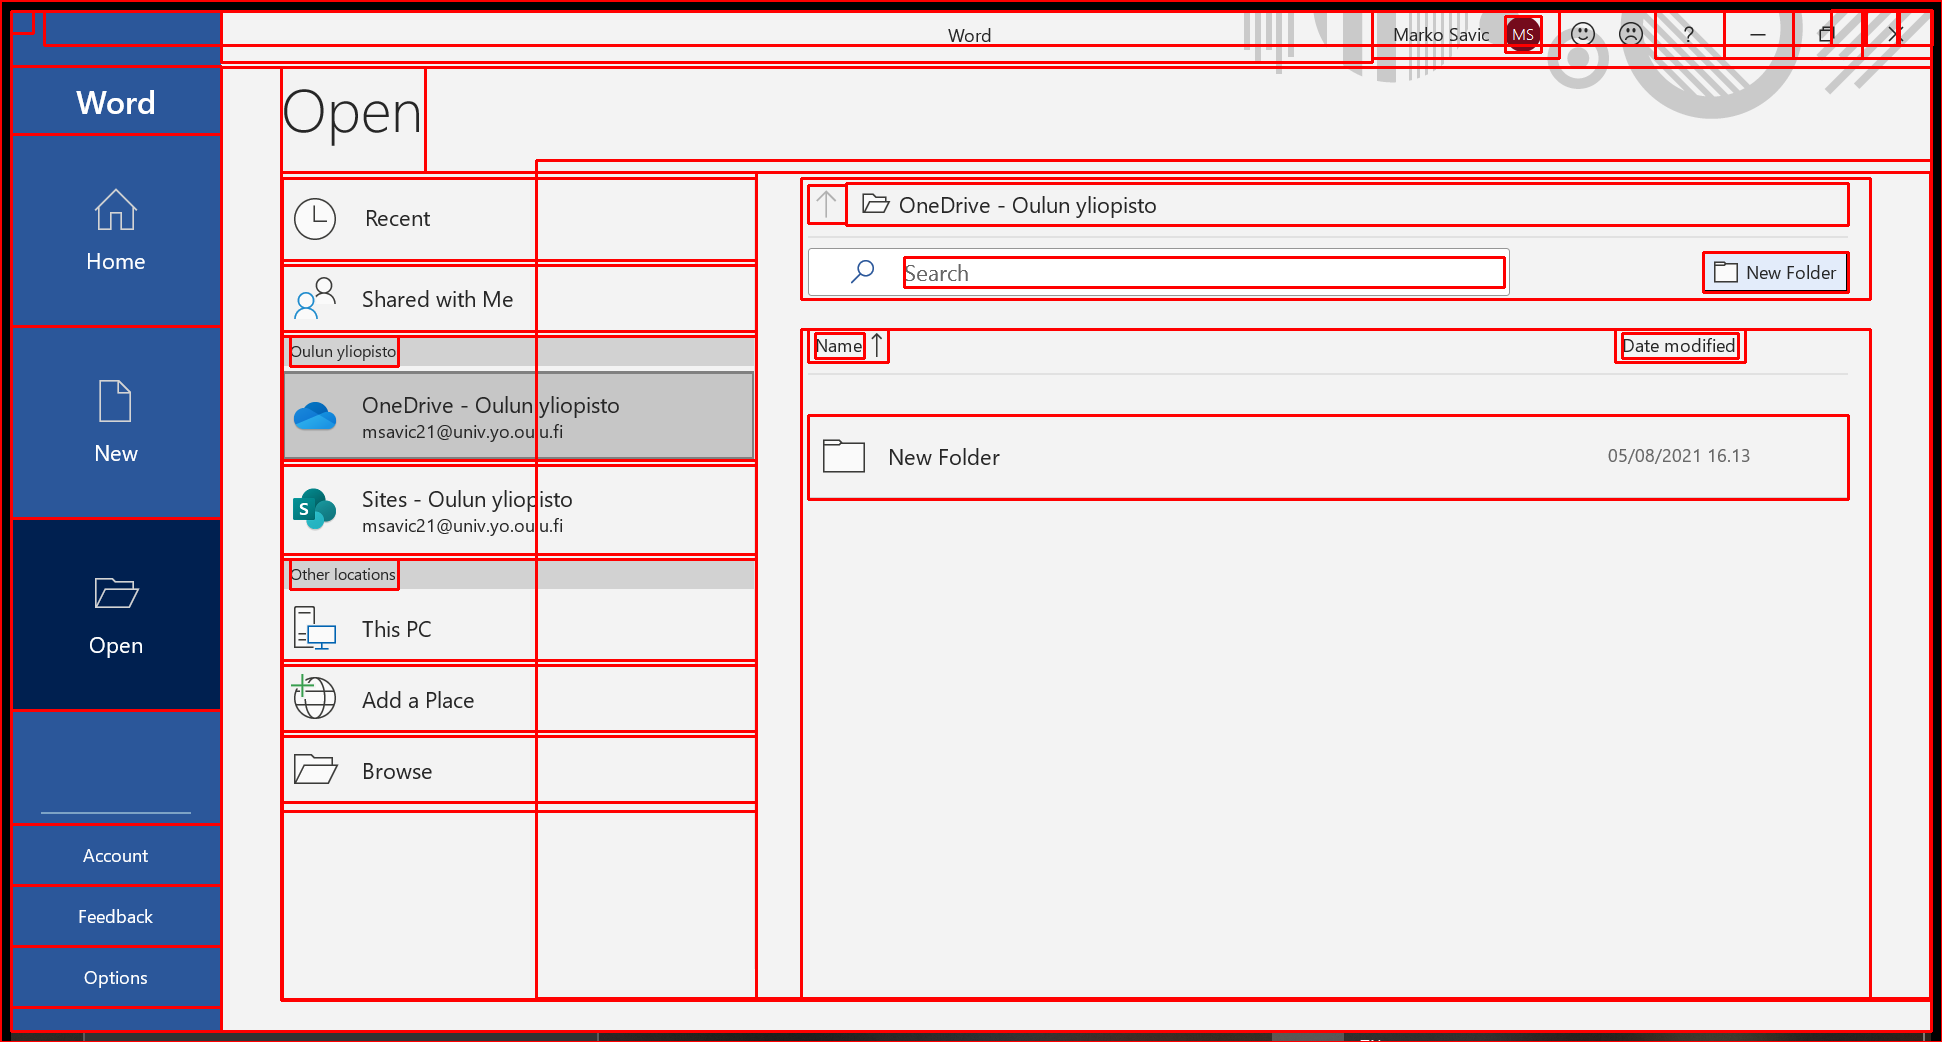 Word
Marko Savic
MS
?
Word
Open
Home
New
Open
Account
Feedback
Options
Recent
Shared with Me
Oulun yliopisto
OneDrive - Oulun yliopisto
msavic21@univ.yo.oulu.fi
Sites - Oulun yliopisto
msavic21@univ.yo.oulu.fi
Other locations
This PC
Add a Place
Browse
OneDrive - Oulun yliopisto
Search
New Folder
Name
Date modified
New Folder
05/08/2021 16.13